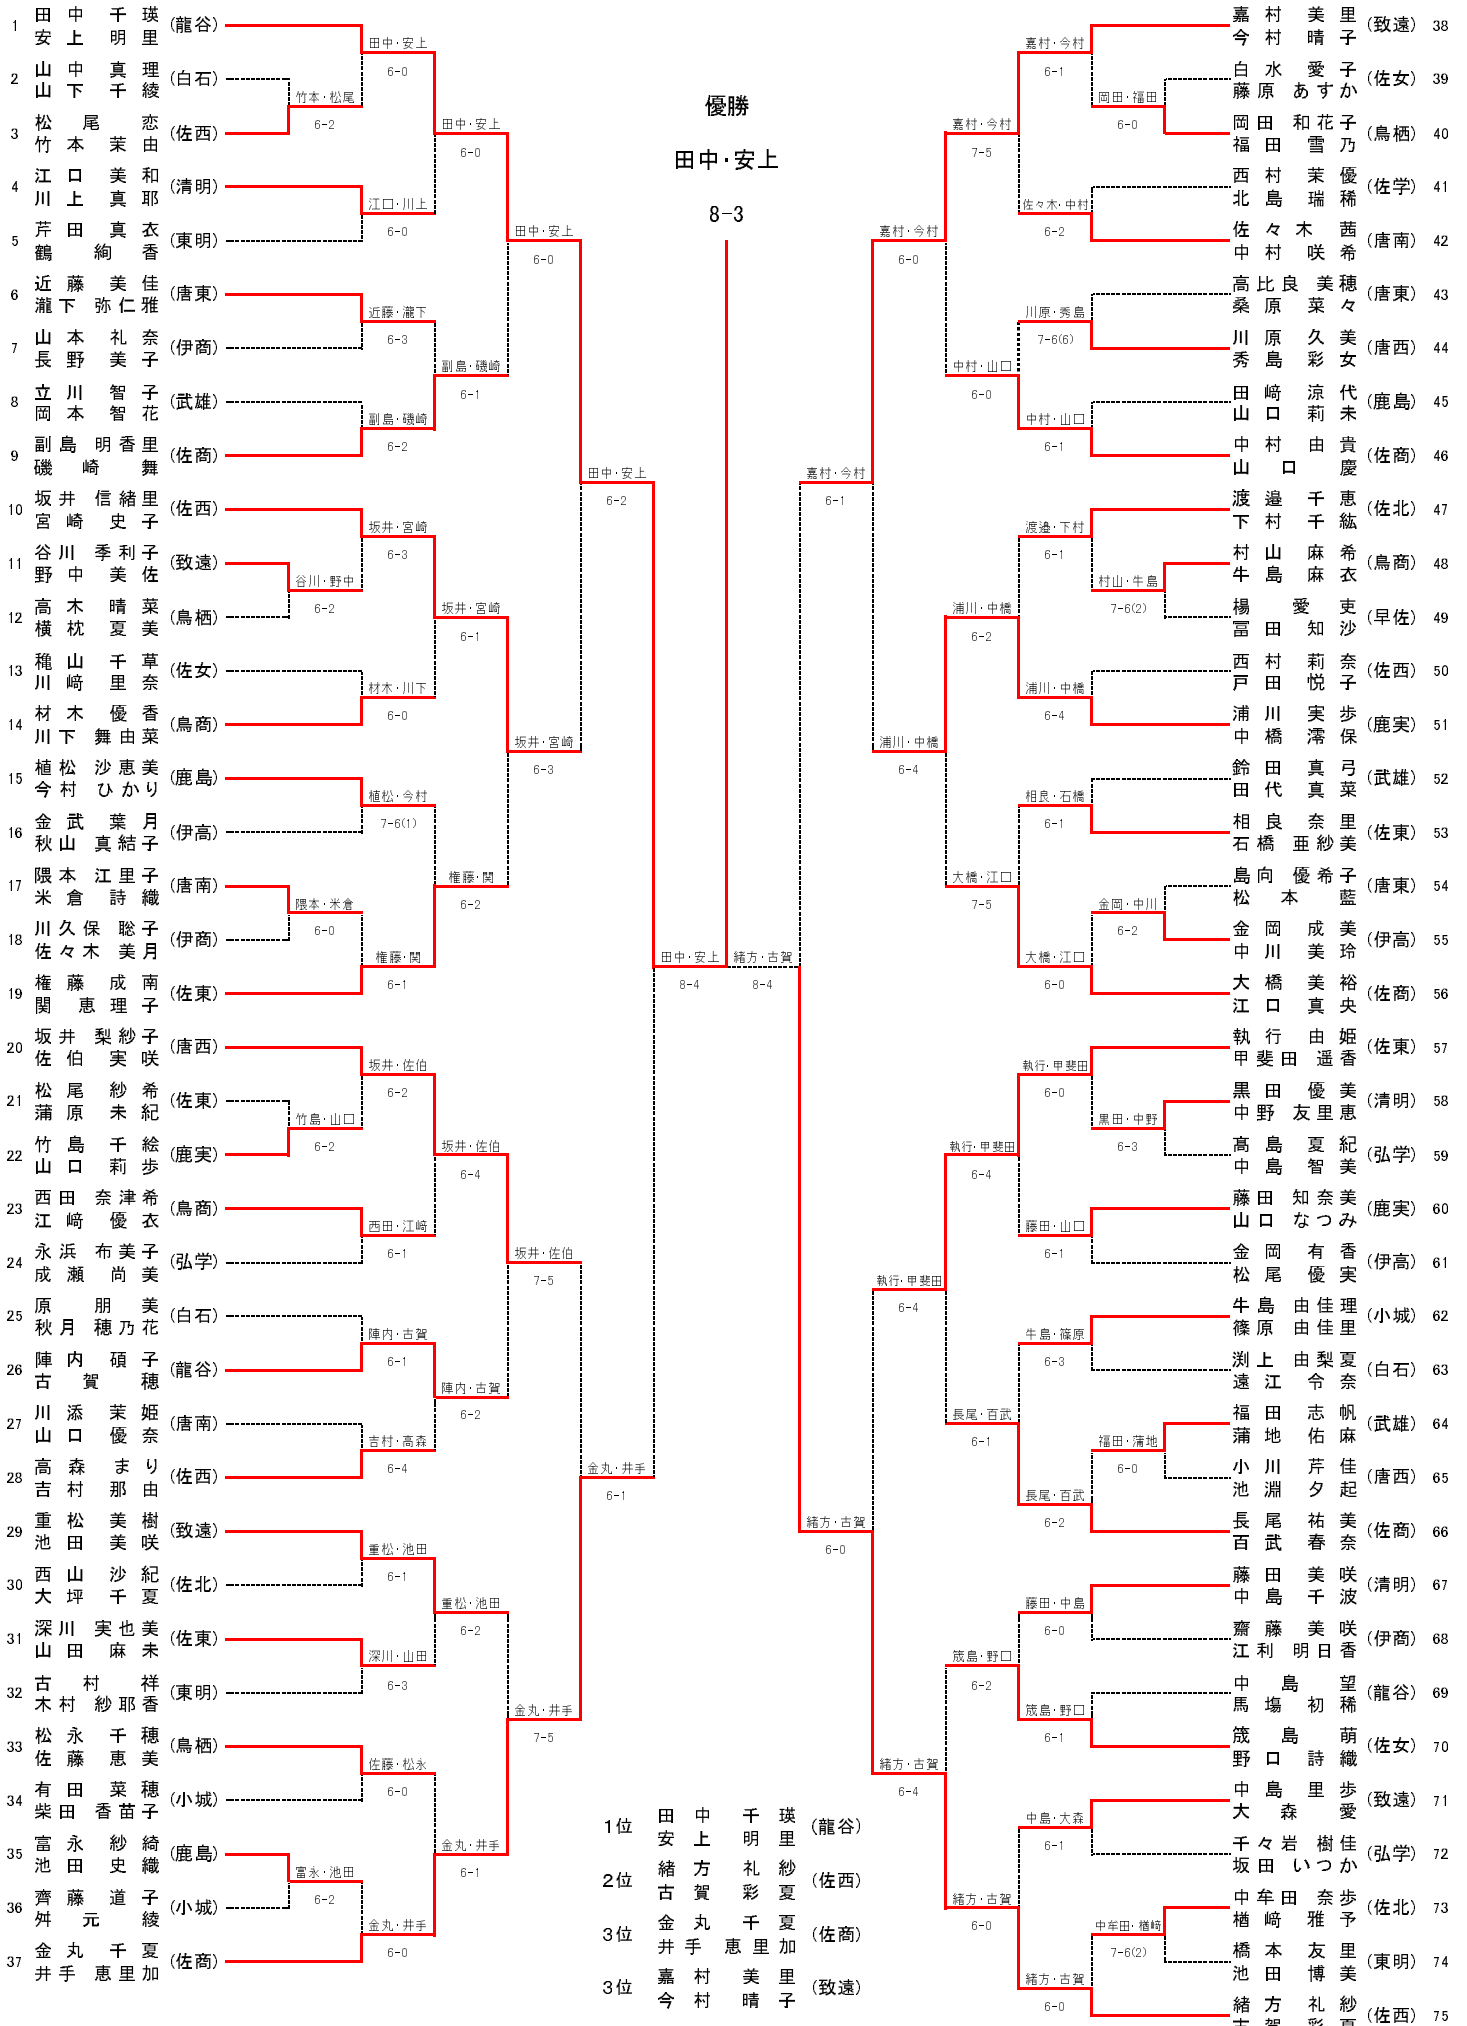 1 田中千瑛 安上明里 (龍谷)
2 山中真理 山下千綾 (白石)
3 松尾恋 竹本茉由 (佐西)
4 江口美和 川上真耶 (清明)
5 芹田真衣 鶴絢香 (東明)
6 近藤美佳 瀧下弥仁雅 (唐東)
7 山本礼奈 長野美子 (伊商)
8 立川智子 岡本智花 (武雄)
9 副島明香里 磯崎舞 (佐商)
10 坂井信緒里 宮崎史子 (佐西)
11 谷川季利子 野中美佐 (致遠)
12 高木晴菜 横枕夏美 (鳥栖)
13 穐山千草 川﨑里奈 (佐女)
14 材木優香 川下舞由菜 (鳥商)
15 植松沙恵美 今村ひかり (鹿島)
16 金武葉月 秋山真結子 (伊高)
17 隈本江里子 米倉詩織 (唐南)
18 川久保聡子 佐々木美月 (伊商)
19 権藤成南 関恵理子 (佐東)
20 坂井梨紗子 佐伯実咲 (唐西)
21 松尾紗希 蒲原未紀 (佐東)
22 竹島千絵 山口莉歩 (鹿実)
23 西田奈津希 江﨑優衣 (鳥商)
24 永浜布美子 成瀬尚美 (弘学)
25 原朋美 秋月穂乃花 (白石)
26 陣内碩子 古賀穂 (龍谷)
27 川添茉姫 山口優奈 (唐南)
28 高森まり 吉村那由 (佐西)
29 重松美樹 池田美咲 (致遠)
30 西山沙紀 大坪千夏 (佐北)
31 深川実也美 山田麻未 (佐東)
32 古村祥 木村紗耶香 (東明)
33 松永千穂 佐藤恵美 (鳥栖)
34 有田菜穂 柴田香苗子 (小城)
35 富永紗綺 池田史織 (鹿島)
36 齊藤道子 舛元綾 (小城)
37 金丸千夏 井手恵里加 (佐商)
田中・安上 6-0
竹本・松尾 6-2
田中・安上 6-0
江口・川上 6-0
田中・安上 6-0
近藤・瀧下 6-3
副島・磯崎 6-1
副島・磯崎 6-2
田中・安上 6-2
坂井・宮崎 6-3
谷川・野中 6-2
坂井・宮崎 6-1
材木・川下 6-0
坂井・宮崎 6-3
植松・今村 7-6(1)
権藤・関 6-2
隈本・米倉 6-0
権藤・関 6-1
田中・安上 8-4
坂井・佐伯 6-2
竹島・山口 6-2
坂井・佐伯 6-4
西田・江﨑 6-1
坂井・佐伯 7-5
陣内・古賀 6-1
陣内・古賀 6-2
吉村・高森 6-4
金丸・井手 6-1
重松・池田 6-1
重松・池田 6-2
深川・山田 6-3
金丸・井手 7-5
佐藤・松永 6-0
金丸・井手 6-1
富永・池田 6-2
金丸・井手 6-0
優勝
田中・安上
8-3
嘉村・今村 6-1
岡田・福田 6-0
嘉村・今村 7-5
佐々木・中村 6-2
嘉村・今村 6-0
川原・秀島 7-6(6)
中村・山口 6-0
中村・山口 6-1
嘉村・今村 6-1
渡邉・下村 6-1
村山・牛島 7-6(2)
浦川・中橋 6-2
浦川・中橋 6-4
浦川・中橋 6-4
相良・石橋 6-1
大橋・江口 7-5
金岡・中川 6-2
大橋・江口 6-0
緒方・古賀 8-4
執行・甲斐田 6-0
黒田・中野 6-3
執行・甲斐田 6-4
藤田・山口 6-1
執行・甲斐田 6-4
牛島・篠原 6-3
長尾・百武 6-1
福田・蒲地 6-0
長尾・百武 6-2
緒方・古賀 6-0
藤田・中島 6-0
筬島・野口 6-2
筬島・野口 6-1
緒方・古賀 6-4
中島・大森 6-1
緒方・古賀 6-0
中牟田・楢﨑 7-6(2)
緒方・古賀 6-0
嘉村美里 今村晴子 (致遠) 38
白水愛子 藤原あすか (佐女) 39
岡田和花子 福田雪乃 (鳥栖) 40
西村茉優 北島瑞稀 (佐学) 41
佐々木茜 中村咲希 (唐南) 42
高比良美穂 桑原菜々 (唐東) 43
川原久美 秀島彩女 (唐西) 44
田﨑涼代 山口莉未 (鹿島) 45
中村由貴 山口慶 (佐商) 46
渡邉千恵 下村千紘 (佐北) 47
村山麻希 牛島麻衣 (鳥商) 48
楊愛吏 冨田知沙 (早佐) 49
西村莉奈 戸田悦子 (佐西) 50
浦川実歩 中橋澪保 (鹿実) 51
鈴田真弓 田代真菜 (武雄) 52
相良奈里 石橋亜紗美 (佐東) 53
島向優希子 松本藍 (唐東) 54
金岡成美 中川美玲 (伊高) 55
大橋美裕 江口真央 (佐商) 56
執行由姫 甲斐田遥香 (佐東) 57
黒田優美 中野友里恵 (清明) 58
髙島夏紀 中島智美 (弘学) 59
藤田知奈美 山口なつみ (鹿実) 60
金岡有香 松尾優実 (伊高) 61
牛島由佳理 篠原由佳里 (小城) 62
渕上由梨夏 遠江令奈 (白石) 63
福田志帆 蒲地佑麻 (武雄) 64
小川芹佳 池淵夕起 (唐西) 65
長尾祐美 百武春奈 (佐商) 66
藤田美咲 中島千波 (清明) 67
齋藤美咲 江利明日香 (伊商) 68
中島望 馬塲初稀 (龍谷) 69
筬島萌 野口詩織 (佐女) 70
中島里歩 大森愛 (致遠) 71
千々岩樹佳 坂田いつか (弘学) 72
中牟田奈歩 楢﨑雅予 (佐北) 73
橋本友里 池田博美 (東明) 74
緒方礼紗 古賀彩夏 (佐西) 75
1位 田中千瑛 安上明里 (龍谷)
2位 緒方礼紗 古賀彩夏 (佐西)
3位 金丸千夏 井手恵里加 (佐商)
3位 嘉村美里 今村晴子 (致遠)